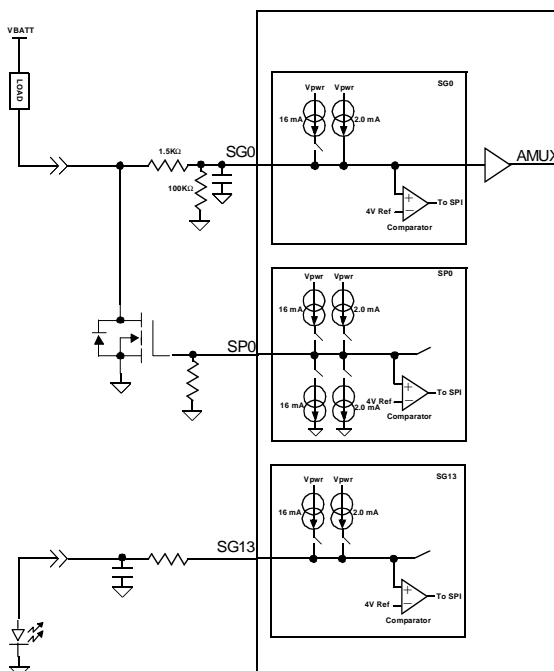 VBATT
LOAD
1.5KΩ
100KΩ
SG0
Vpwr Vpwr
SG0
16 mA 2.0 mA
To SPI
4V Ref
Comparator
AMUX
SP0
Vpwr Vpwr
SP0
16 mA 2.0 mA
16 mA 2.0 mA
To SPI
4V Ref
Comparator
SG13
Vpwr Vpwr
SG13
16 mA 2.0 mA
To SPI
4V Ref
Comparator